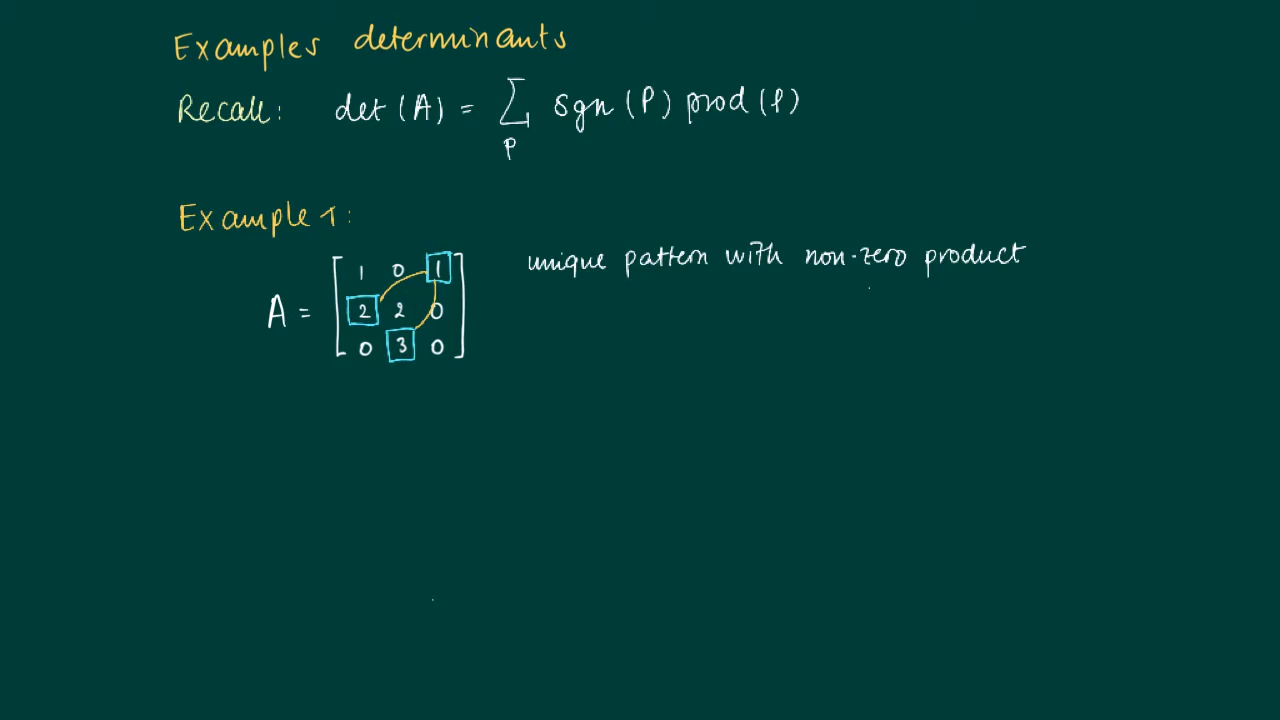 Examples determinants
Recall: det (A) = ∑ sgn (P) prod (P)
P
Example 1:
unique pattern with non-zero product
1 0 1
A = 2 2 0
0 3 0